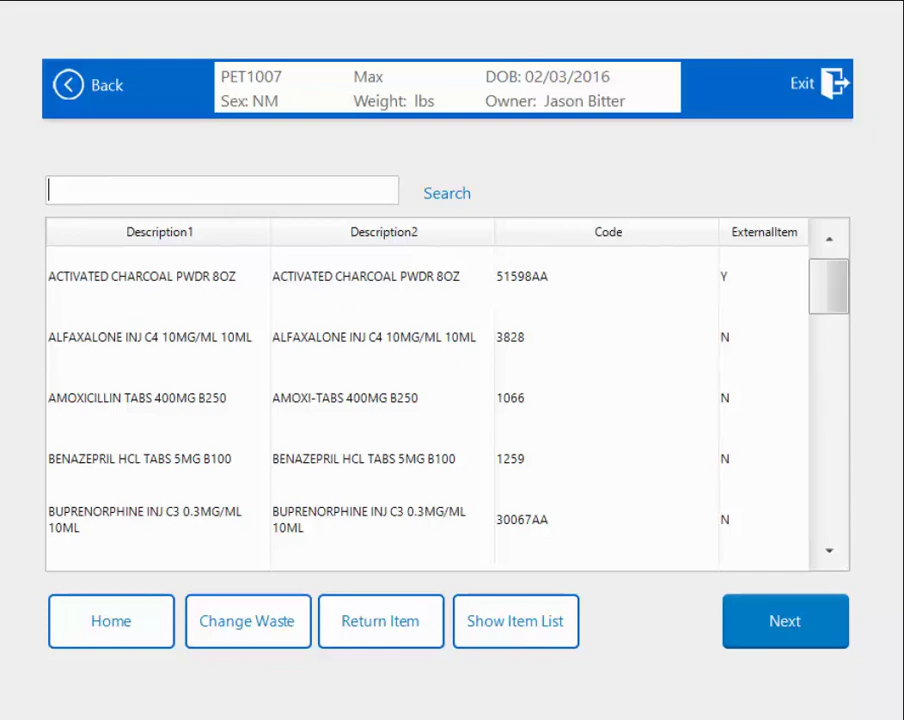 Back
PET1007 Max DOB: 02/03/2016
Sex: NM Weight: lbs Owner: Jason Bitter
Exit
Search
Description1 Description2 Code ExternalItem
ACTIVATED CHARCOAL PWDR 8OZ ACTIVATED CHARCOAL PWDR 8OZ 51598AA Y
ALFAXALONE INJ C4 10MG/ML 10ML ALFAXALONE INJ C4 10MG/ML 10ML 3828 N
AMOXICILLIN TABS 400MG B250 AMOXI-TABS 400MG B250 1066 N
BENAZEPRIL HCL TABS 5MG B100 BENAZEPRIL HCL TABS 5MG B100 1259 N
BUPRENORPHINE INJ C3 0.3MG/ML BUPRENORPHINE INJ C3 0.3MG/ML
10ML 10ML 30067AA N
Home Change Waste Return Item Show Item List Next